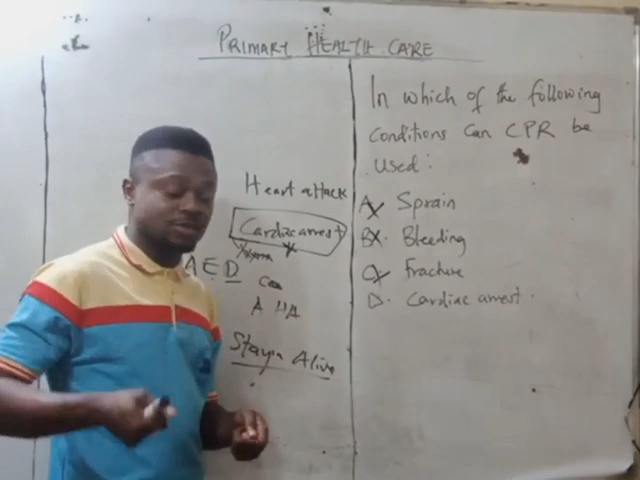 PRIMARY HEALTH CARE
Heart attack
Cardiac arrest
AED
AHA
Stayin Alive
In which of the following
conditions can CPR be
used:
A. Sprain
B. Bleeding
C. Fracture
D. Cardiac arrest.